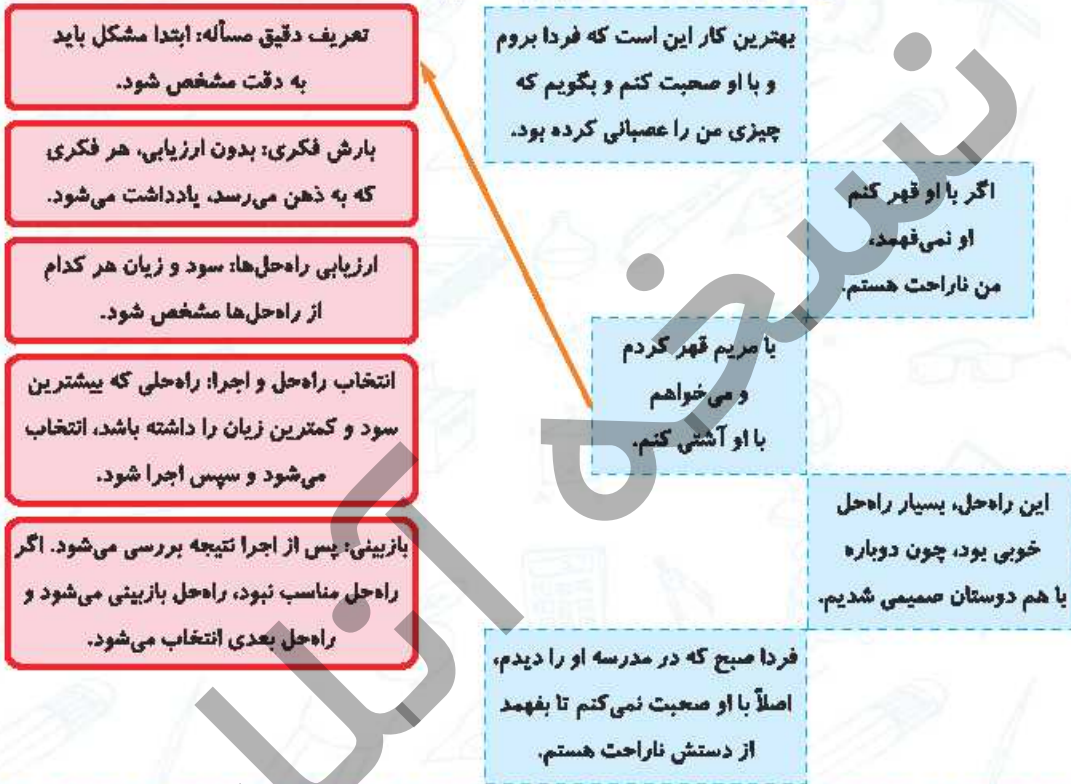 تعریف دقیق مسأله: ابتدا مشکل باید
به دقت مشخص شود.
بارش فکری: بدون ارزیابی، هر فکری
که به ذهن می‌رسد، یادداشت می‌شود.
ارزیابی راه‌حل‌ها: سود و زیان هر کدام
از راه‌حل‌ها مشخص شود.
انتخاب راه‌حل و اجرا: راه‌حلی که بیشترین
سود و کمترین زیان را داشته باشد، انتخاب
می‌شود و سپس اجرا شود.
بازبینی: پس از اجرا نتیجه بررسی می‌شود. اگر
راه‌حل مناسب نبود، راه‌حل بازبینی می‌شود و
راه‌حل بعدی انتخاب می‌شود.
بهترین کار این است که فردا بروم
و با او صحبت کنم و بگویم که
چیزی من را عصبانی کرده بود.
اگر با او قهر کنم
او نمی‌فهمد،
من ناراحت هستم.
با مریم قهر کردم
و می‌خواهم
با او آشتی کنم.
این راه‌حل، بسیار راه‌حل
خوبی بود، چون دوباره
با هم دوستان صمیمی شدیم.
فردا صبح که در مدرسه او را دیدم،
اصلاً با او صحبت نمی‌کنم تا بفهمد
از دستش ناراحت هستم.
نسخه آنلا